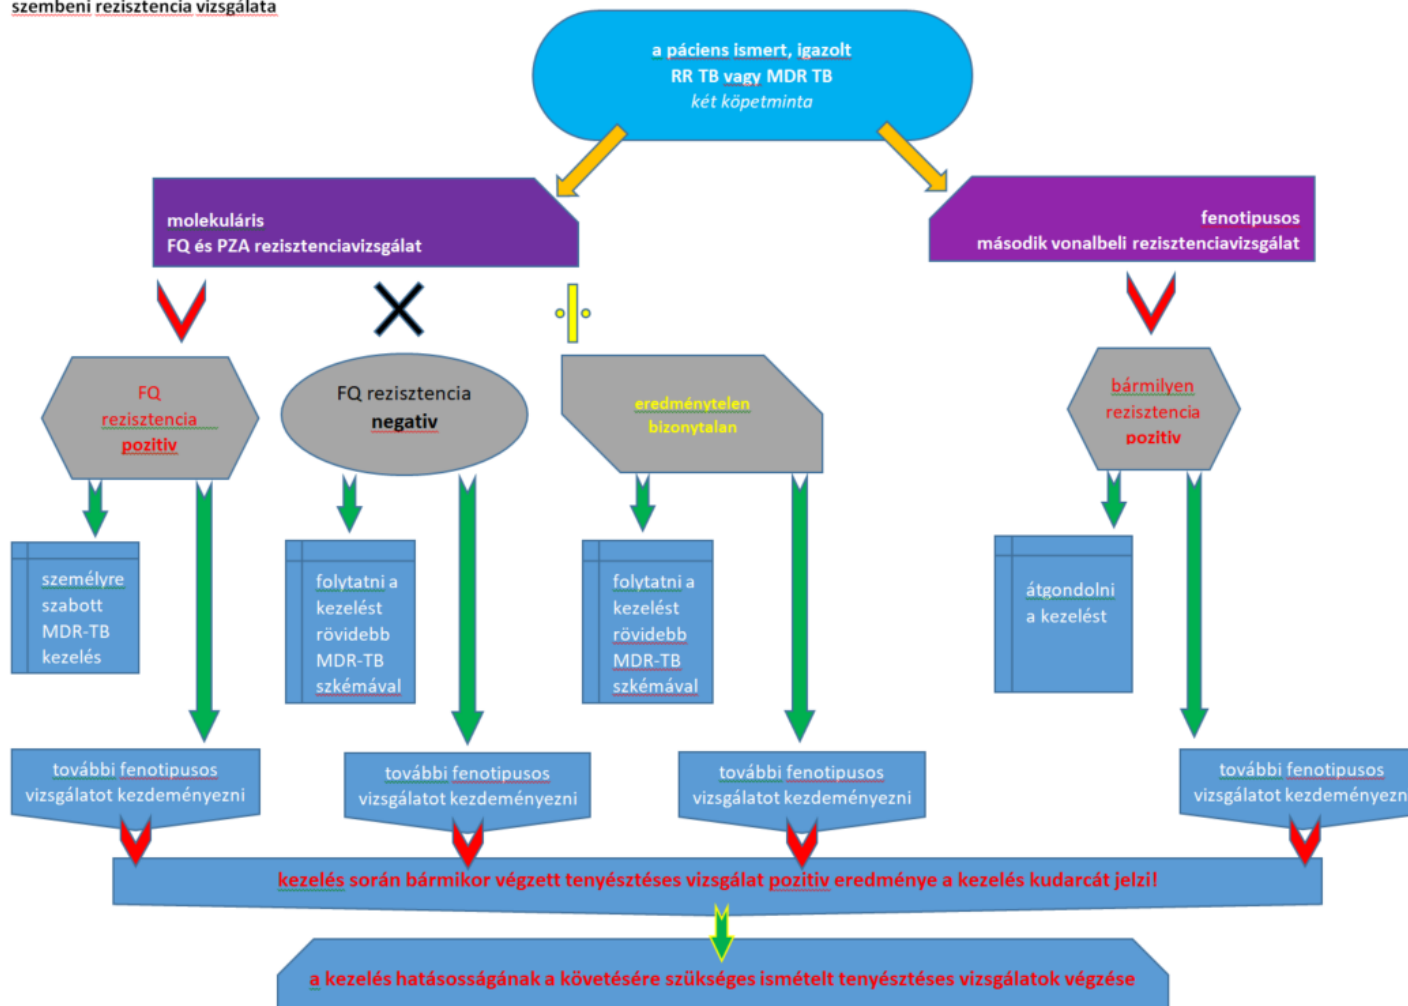 szembeni rezisztencia vizsgálata
a páciens ismert, igazolt
RR TB vagy MDR TB
két köpetminta
molekuláris
FQ és PZA rezisztenciavizsgálat
fenotipusos
második vonalbeli rezisztenciavizsgálat
FQ
rezisztencia
pozitiv
FQ rezisztencia
negativ
eredménytelen
bizonytalan
bármilyen
rezisztencia
pozitiv
személyre
szabott
MDR-TB
kezelés
folytatni a
kezelést
rövidebb
MDR-TB
szkémával
folytatni a
kezelést
rövidebb
MDR-TB
szkémával
átgondolni
a kezelést
további fenotipusos
vizsgálatot kezdeményezni
további fenotipusos
vizsgálatot kezdeményezni
további fenotipusos
vizsgálatot kezdeményezni
további fenotipusos
vizsgálatot kezdeményezni
kezelés során bármikor végzett tenyésztéses vizsgálat pozitiv eredménye a kezelés kudarcát jelzi!
a kezelés hatásosságának a követésére szükséges ismételt tenyésztéses vizsgálatok végzése